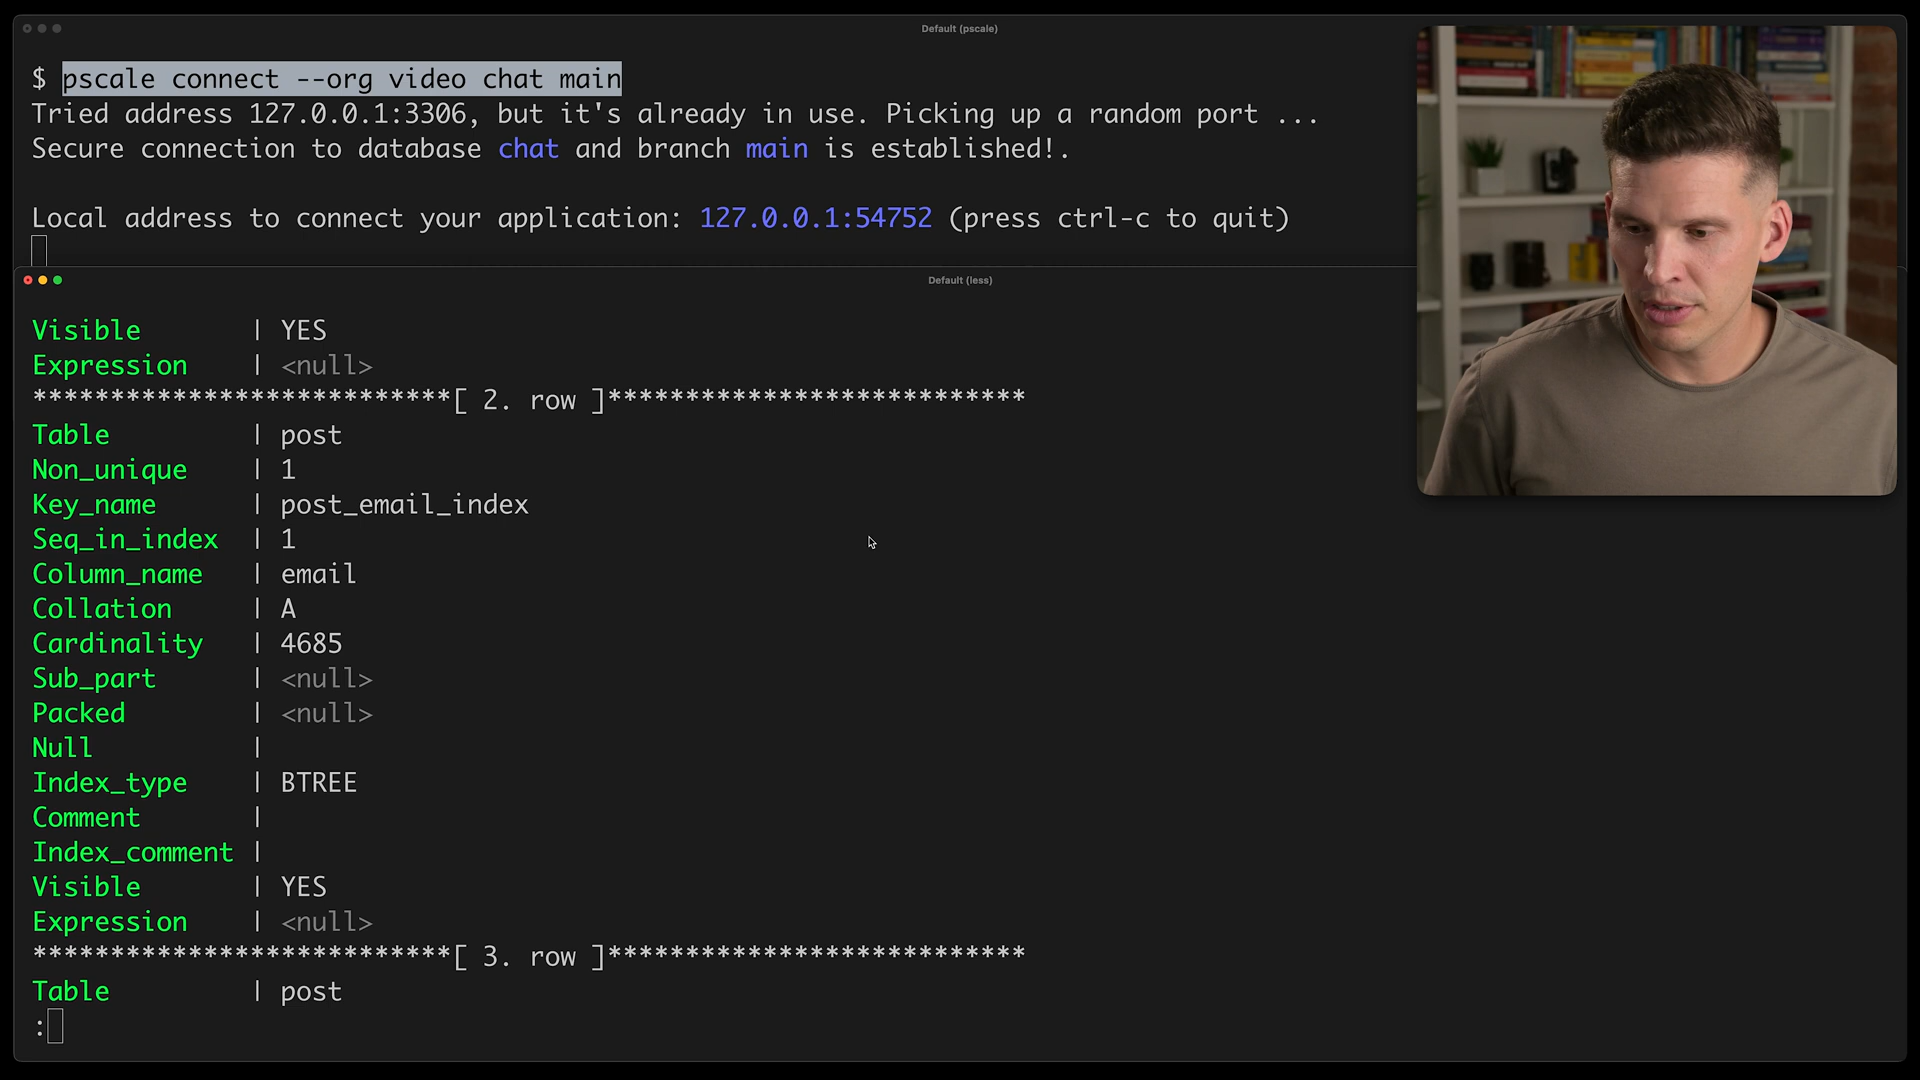 Default (pscale)
$ pscale connect --org video chat main
Tried address 127.0.0.1:3306, but it's already in use. Picking up a random port ...
Secure connection to database chat and branch main is established!.
Local address to connect your application: 127.0.0.1:54752 (press ctrl-c to quit)
Default (less)
Visible | YES
Expression | <null>
***************************[ 2. row ]***************************
Table | post
Non_unique | 1
Key_name | post_email_index
Seq_in_index | 1
Column_name | email
Collation | A
Cardinality | 4685
Sub_part | <null>
Packed | <null>
Null |
Index_type | BTREE
Comment |
Index_comment |
Visible | YES
Expression | <null>
***************************[ 3. row ]***************************
Table | post
: